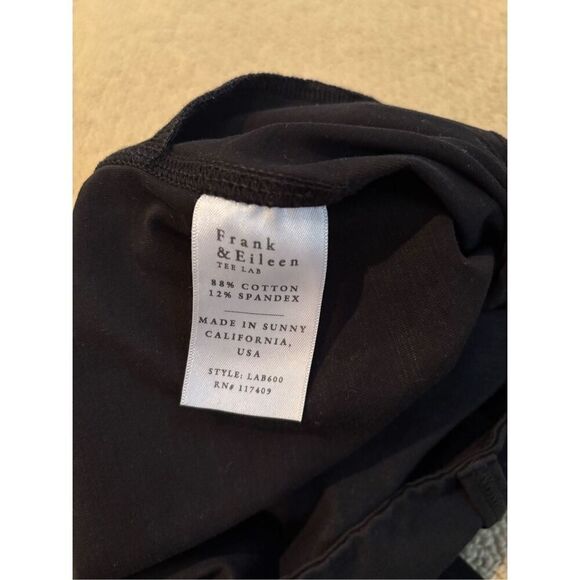 Frank
&Eileen
TEE LAB
88% COTTON
12% SPANDEX
MADE IN SUNNY
CALIFORNIA,
USA
STYLE: LAB600
RN# 117409